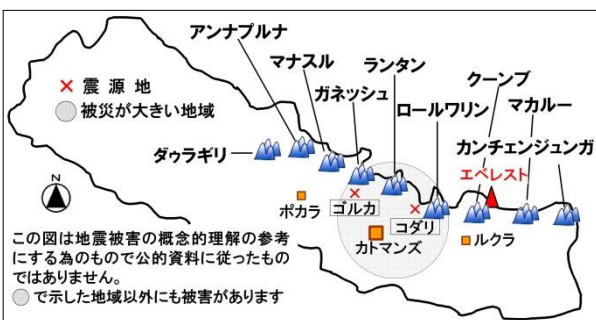 アンナプルナ
マナスル
ランタン
ガネッシュ
クーンブ
マカルー
ロールワリン
カンチェンジュンガ
× 震源地
被災が大きい地域
ダゥラギリ
エベレスト
N
ポカラ
ゴルカ
コダリ
カトマンズ
ルクラ
この図は地震被害の概念的理解の参考
にする為のもので公的資料に従ったもの
ではありません。
で示した地域以外にも被害があります